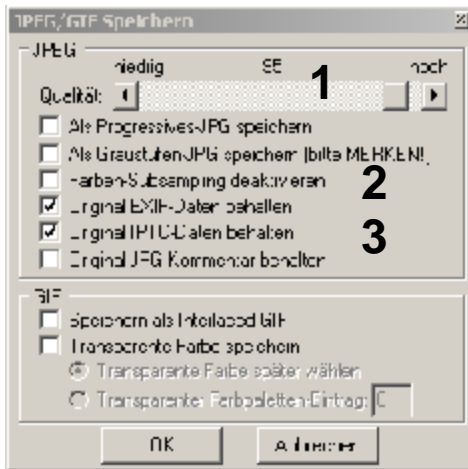 JPEG/GIF Speichern
JPEG
niedrig 95 hoch
1
Qualität:
Als Progressives-JPG speichern
Als Graustufen-JPG speichern (bitte MERKEN!)
Farben-Subsamping deaktivieren
2
Original EXIF-Daten behalten
Original IPTC-Daten behalten
3
Original JPG-Kommentar behalten
GIF
Speichern als Interlaced GIF
Transparente Farbe speichern
Transparente Farbe später wählen
Transparenter Farbpaletten-Eintrag:
OK Abbrechen